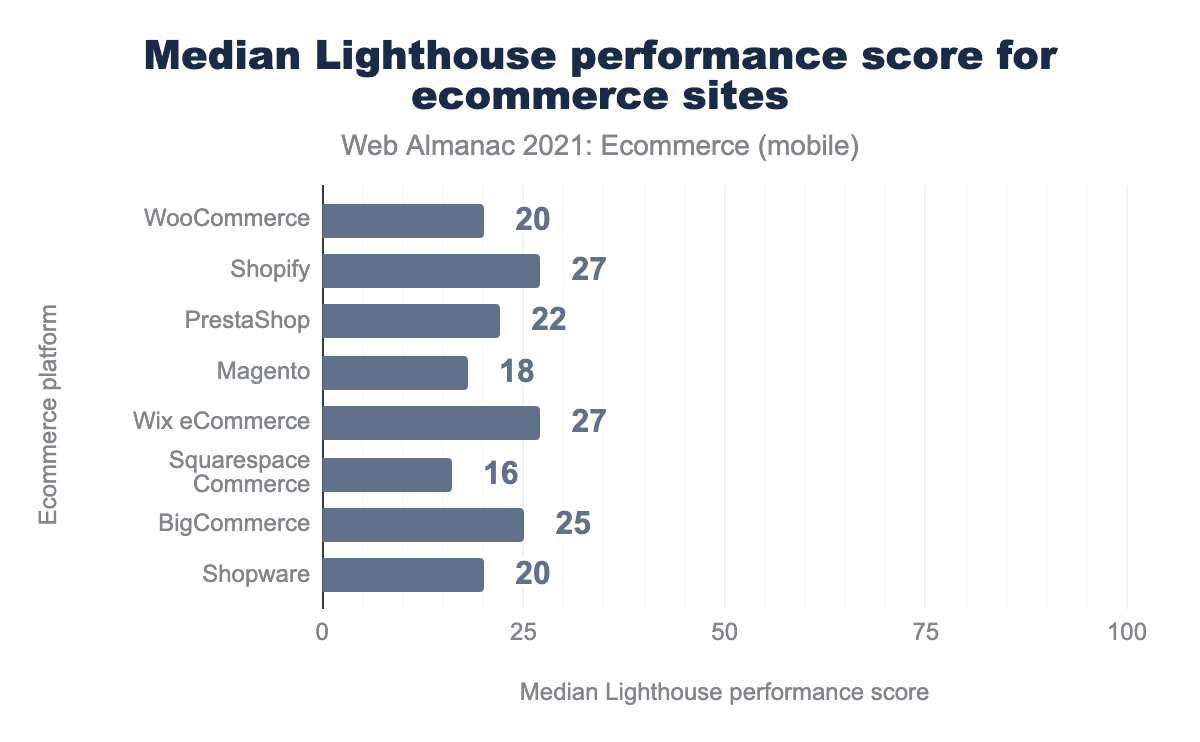 Median Lighthouse performance score for
ecommerce sites
Web Almanac 2021: Ecommerce (mobile)
Ecommerce platform
WooCommerce 20
Shopify 27
PrestaShop 22
Magento 18
Wix eCommerce 27
Squarespace
Commerce 16
BigCommerce 25
Shopware 20
0 25 50 75 100
Median Lighthouse performance score